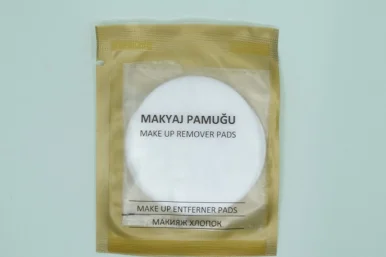 MAKYAJ PAMUĞU
MAKE UP REMOVER PADS
MAKE UP ENTFERNER PADS
МАКИЯЖ ХЛОПОК